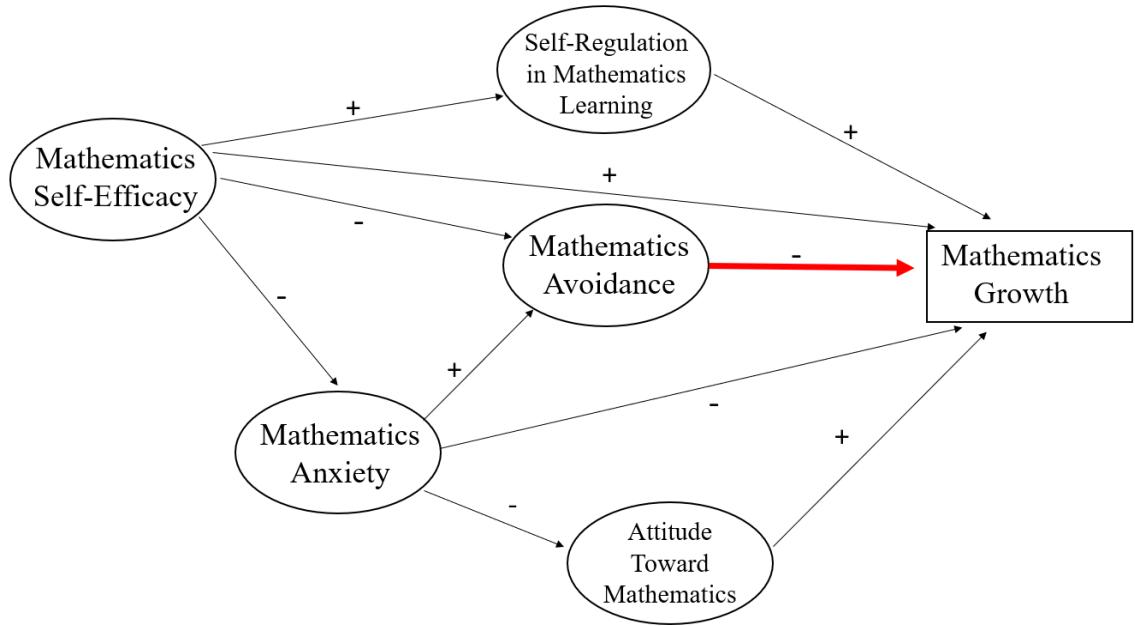 Self-Regulation
in Mathematics
Learning
+
+
Mathematics
Self-Efficacy
+
-
Mathematics
Avoidance
-
Mathematics
Growth
-
+
-
Mathematics
Anxiety
+
-
Attitude
Toward
Mathematics